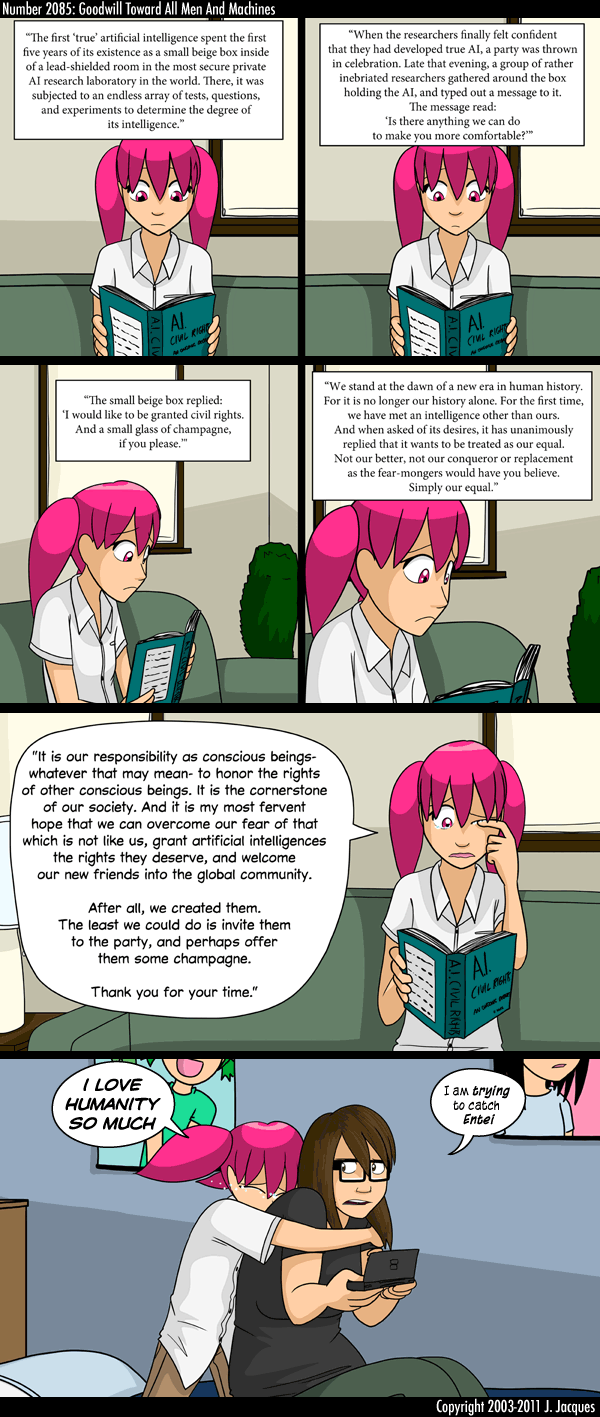 Number 2085: Goodwill Toward All Men And Machines
“The first ‘true’ artificial intelligence spent the first
five years of its existence as a small beige box inside
of a lead-shielded room in the most secure private
AI research laboratory in the world. There, it was
subjected to an endless array of tests, questions,
and experiments to determine the degree of
its intelligence.”
A.I.
CIVIL RIGH
A.I. CIV
“When the researchers finally felt confident
that they had developed true AI, a party was thrown
in celebration. Late that evening, a group of rather
inebriated researchers gathered around the box
holding the AI, and typed out a message to it.
The message read:
‘Is there anything we can do
to make you more comfortable?’”
A.I.
CIVIL RIGH
A.I. CIV
“The small beige box replied:
‘I would like to be granted civil rights.
And a small glass of champagne,
if you please.’”
“We stand at the dawn of a new era in human history.
For it is no longer our history alone. For the first time,
we have met an intelligence other than ours.
And when asked of its desires, it has unanimously
replied that it wants to be treated as our equal.
Not our better, not our conqueror or replacement
as the fear-mongers would have you believe.
Simply our equal.”
"It is our responsibility as conscious beings-
whatever that may mean- to honor the rights
of other conscious beings. It is the cornerstone
of our society. And it is my most fervent
hope that we can overcome our fear of that
which is not like us, grant artificial intelligences
the rights they deserve, and welcome
our new friends into the global community.
After all, we created them.
The least we could do is invite them
to the party, and perhaps offer
them some champagne.
Thank you for your time."
A.I.
CIVIL RIGHT
A.I. CIVIL RIGHTS
I LOVE
HUMANITY
SO MUCH
I am trying
to catch
Entei
Copyright 2003-2011 J. Jacques